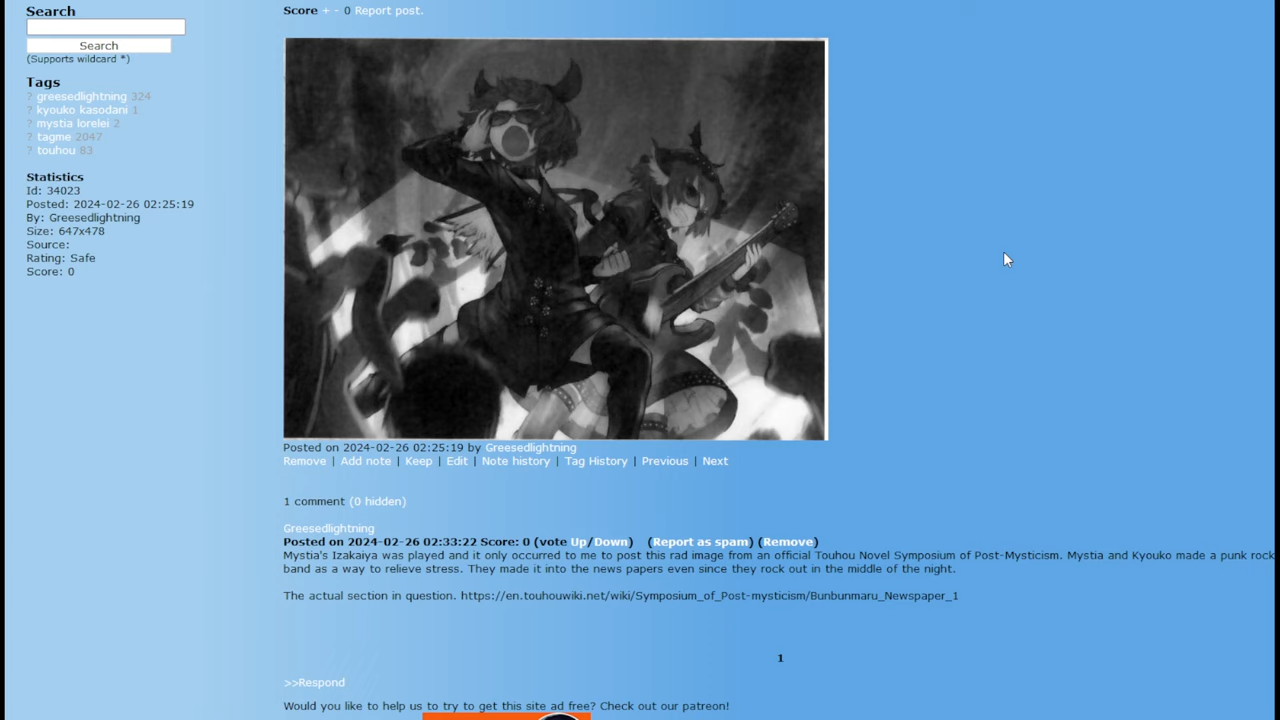 Search
Search
(Supports wildcard *)
Tags
? greesedlightning 324
? kyouko kasodani 1
? mystia lorelei 2
? tagme 2047
? touhou 83
Statistics
Id: 34023
Posted: 2024-02-26 02:25:19
By: Greesedlightning
Size: 647x478
Source:
Rating: Safe
Score: 0
Score + - 0 Report post.
Posted on 2024-02-26 02:25:19 by Greesedlightning
Remove | Add note | Keep | Edit | Note history | Tag History | Previous | Next
1 comment (0 hidden)
Greesedlightning
Posted on 2024-02-26 02:33:22 Score: 0 (vote Up/Down) (Report as spam) (Remove)
Mystia's Izakaiya was played and it only occurred to me to post this rad image from an official Touhou Novel Symposium of Post-Mysticism. Mystia and Kyouko made a punk rock
band as a way to relieve stress. They made it into the news papers even since they rock out in the middle of the night.
The actual section in question. https://en.touhouwiki.net/wiki/Symposium_of_Post-mysticism/Bunbunmaru_Newspaper_1
1
>>Respond
Would you like to help us to try to get this site ad free? Check out our patreon!